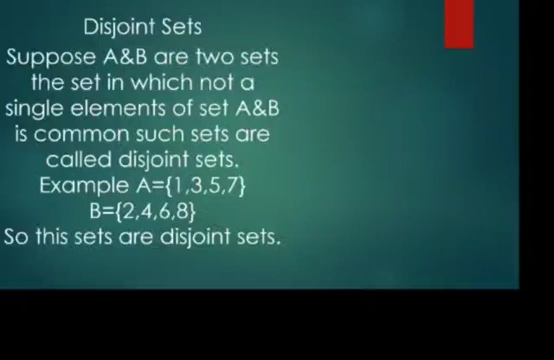 Disjoint Sets
Suppose A&B are two sets
the set in which not a
single elements of set A&B
is common such sets are
called disjoint sets.
Example A={1,3,5,7}
B={2,4,6,8}
So this sets are disjoint sets.